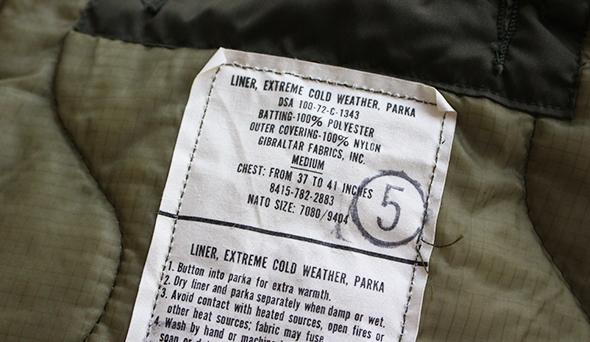 LINER, EXTREME COLD WEATHER, PARKA
DSA 100-72-C-1343
BATTING-100% POLYESTER
OUTER COVERING-100% NYLON
GIBRALTAR FABRICS, INC.
MEDIUM
CHEST: FROM 37 TO 41 INCHES
8415-782-2883
NATO SIZE: 7080/9404
5
LINER, EXTREME COLD WEATHER, PARKA
1. Button into parka for extra warmth.
2. Dry liner and parka separately when damp or wet.
3. Avoid contact with heated sources, open fires or
other heat sources; fabric may fuse.
4. Wash by hand or machine
soap or